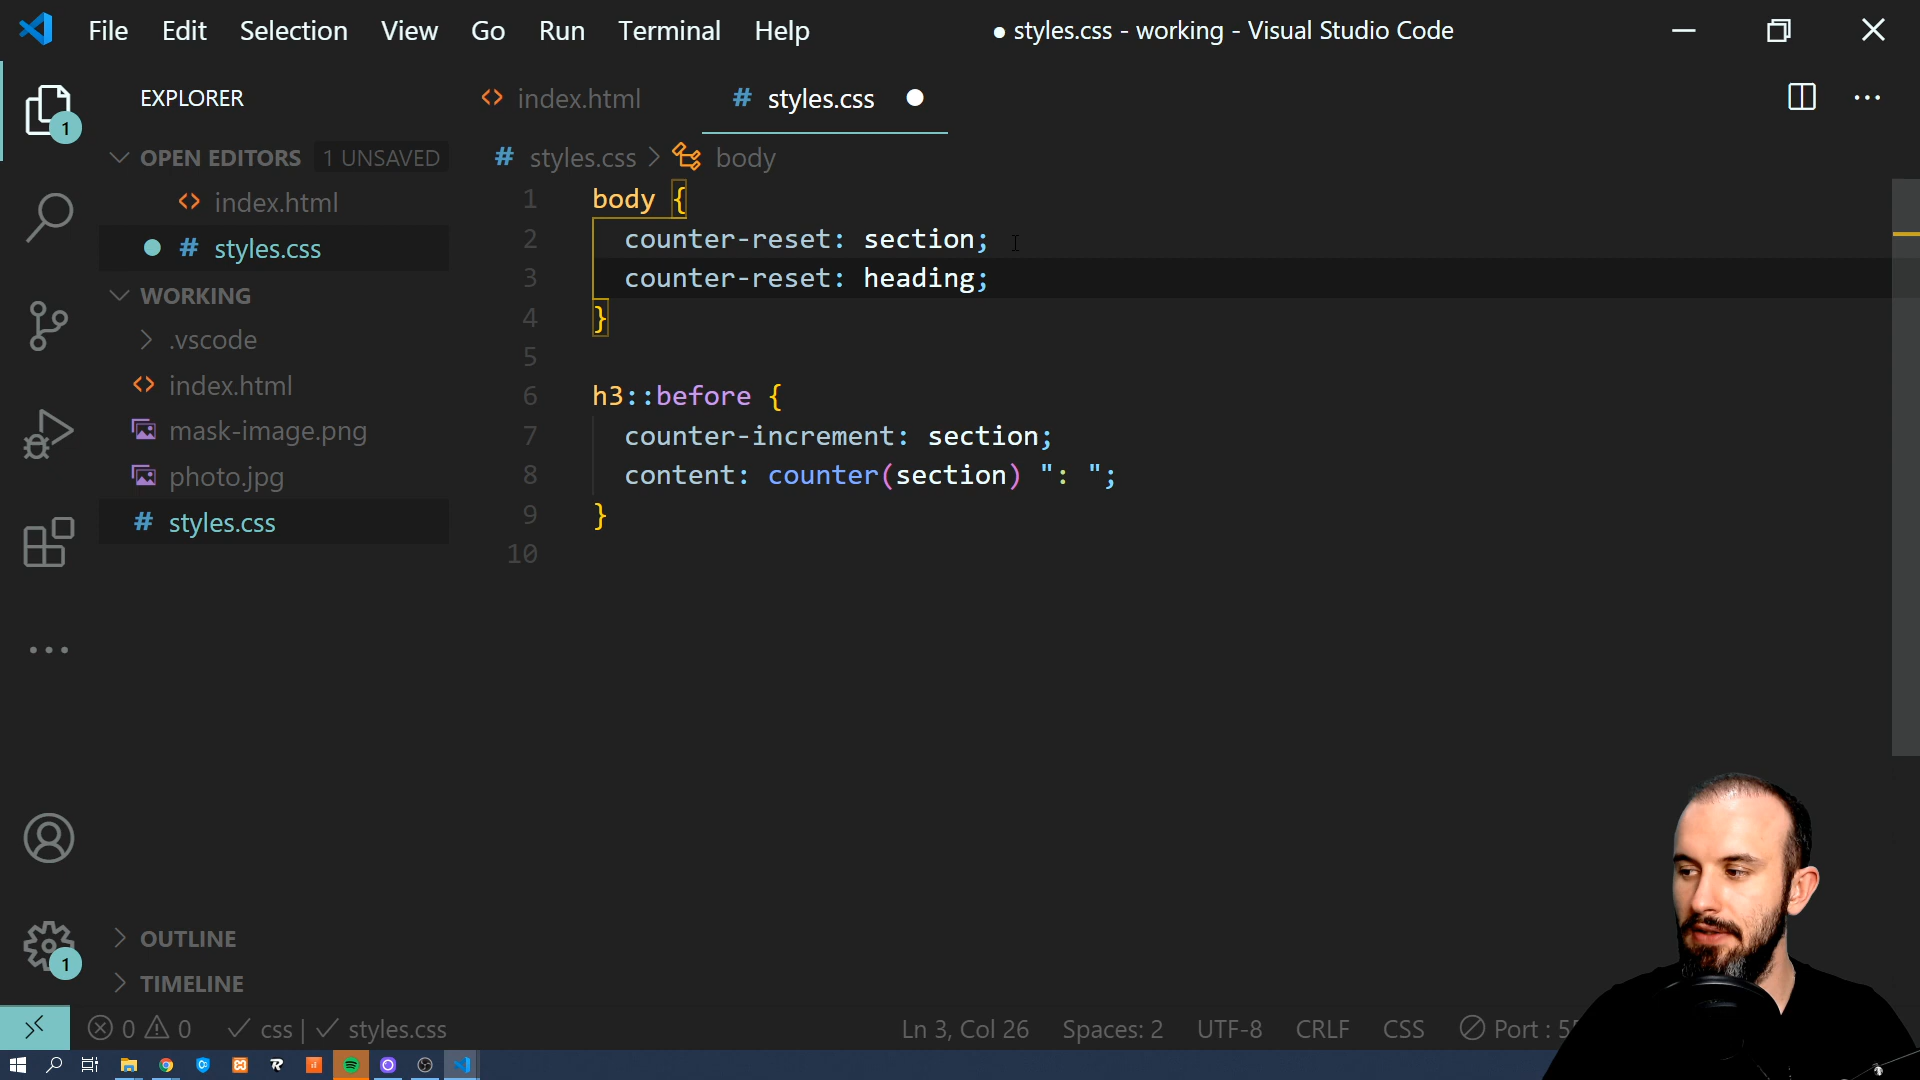 File Edit Selection View Go Run Terminal Help
● styles.css - working - Visual Studio Code
EXPLORER
OPEN EDITORS 1 UNSAVED
<> index.html
● # styles.css
WORKING
> .vscode
<> index.html
mask-image.png
photo.jpg
# styles.css
OUTLINE
TIMELINE
1
1
<> index.html
# styles.css ●
# styles.css > body
1 body {
2 counter-reset: section;
3 counter-reset: heading;
4 }
5
6 h3::before {
7 counter-increment: section;
8 content: counter(section) ": ";
9 }
10
0 0 ✓ css | ✓ styles.css
Ln 3, Col 26 Spaces: 2 UTF-8 CRLF CSS Port :